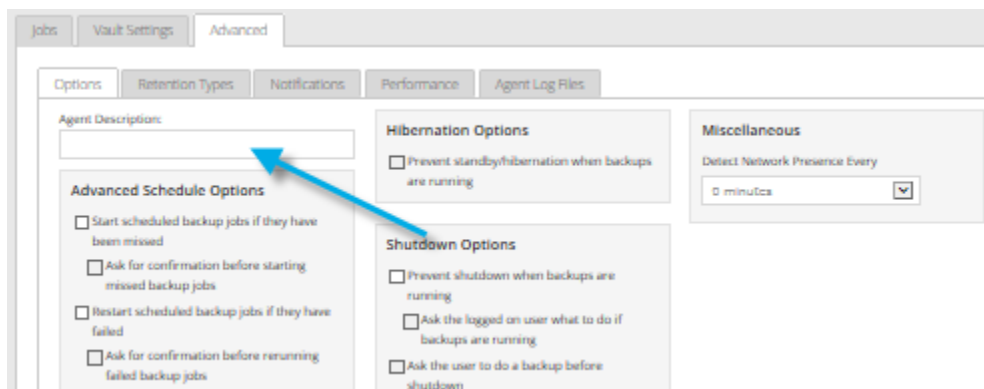 Jobs
Vault Settings
Advanced
Options
Retention Types
Notifications
Performance
Agent Log Files
Agent Description:
Advanced Schedule Options
Start scheduled backup jobs if they have
been missed
Ask for confirmation before starting
missed backup jobs
Restart scheduled backup jobs if they have
failed
Ask for confirmation before rerunning
failed backup jobs
Hibernation Options
Prevent standby/hibernation when backups
are running
Shutdown Options
Prevent shutdown when backups are
running
Ask the logged on user what to do if
backups are running
Ask the user to do a backup before
shutdown
Miscellaneous
Detect Network Presence Every
0 minutes